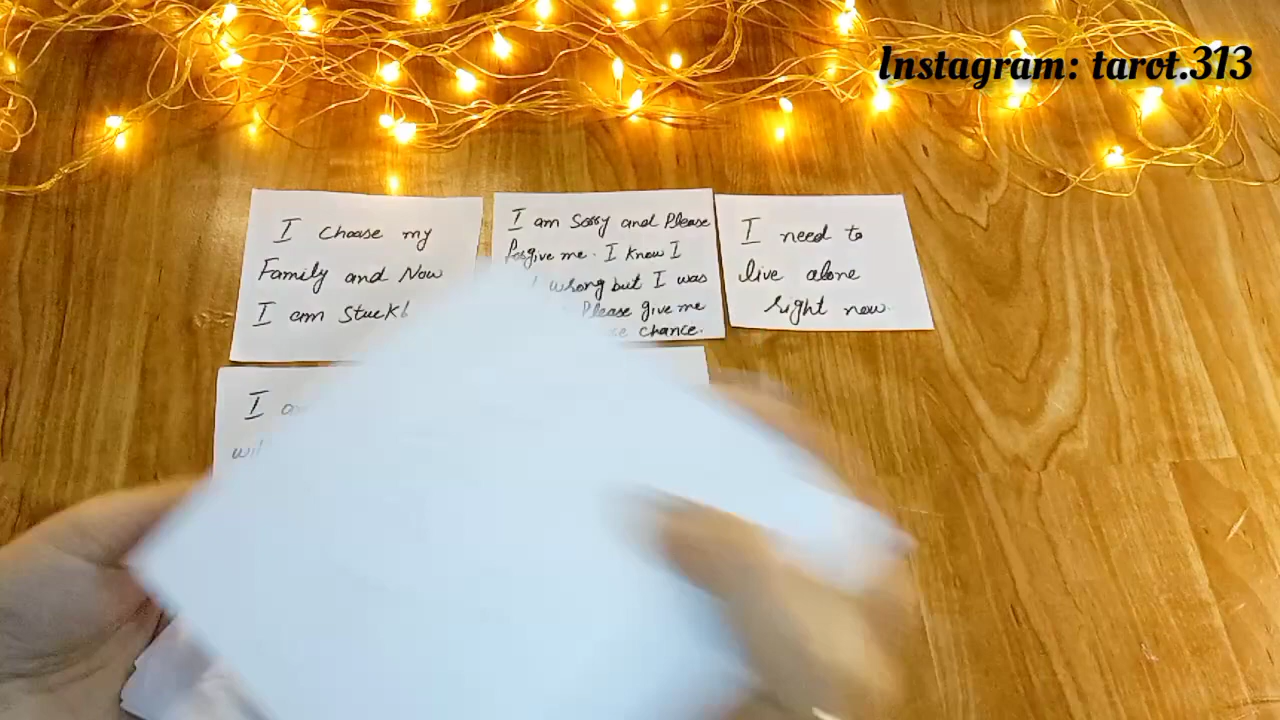 Instagram: tarot.313
I choose my
Family and Now
I am Stuck!
I am Sorry and Please
forgive me. I know I
wrong but I was
Please give me
chance.
I need to
live alone
right now.
I